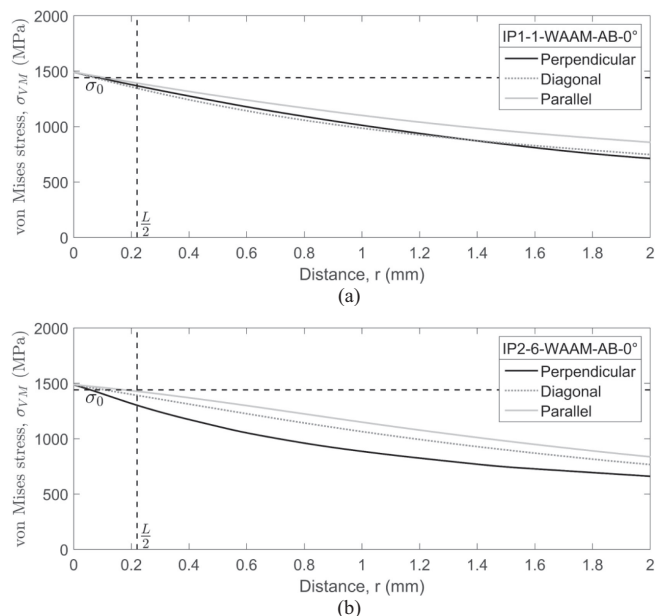 2000
IP1-1-WAAM-AB-0°
Perpendicular
Diagonal
Parallel
1500
σ₀
1000
500
L/2
0
von Mises stress, σ_VM (MPa)
0 0.2 0.4 0.6 0.8 1 1.2 1.4 1.6 1.8 2
Distance, r (mm)
(a)
2000
IP2-6-WAAM-AB-0°
Perpendicular
Diagonal
Parallel
1500
σ₀
1000
500
L/2
0
von Mises stress, σ_VM (MPa)
0 0.2 0.4 0.6 0.8 1 1.2 1.4 1.6 1.8 2
Distance, r (mm)
(b)